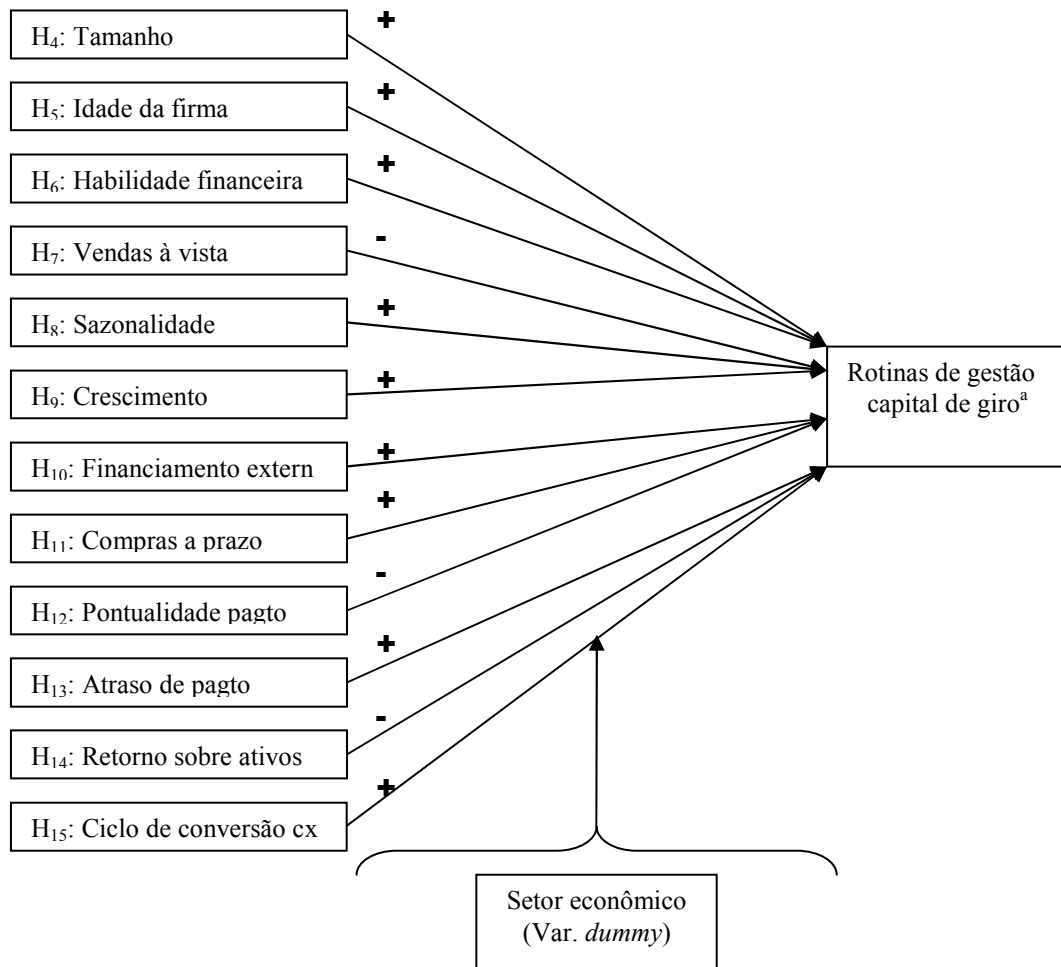 H₄: Tamanho
+
H₅: Idade da firma
+
H₆: Habilidade financeira
+
H₇: Vendas à vista
-
H₈: Sazonalidade
+
H₉: Crescimento
+
H₁₀: Financiamento extern
+
H₁₁: Compras a prazo
+
H₁₂: Pontualidade pagto
-
H₁₃: Atraso de pagto
+
H₁₄: Retorno sobre ativos
-
H₁₅: Ciclo de conversão cx
+
Rotinas de gestão
capital de giroᵃ
Setor econômico
(Var. dummy)